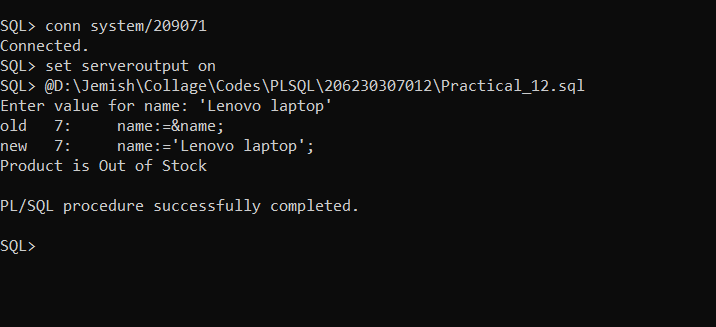 SQL> conn system/209071
Connected.
SQL> set serveroutput on
SQL> @D:\Jemish\Collage\Codes\PLSQL\206230307012\Practical_12.sql
Enter value for name: 'Lenovo laptop'
old   7:     name:=&name;
new   7:     name:='Lenovo laptop';
Product is Out of Stock
PL/SQL procedure successfully completed.
SQL>